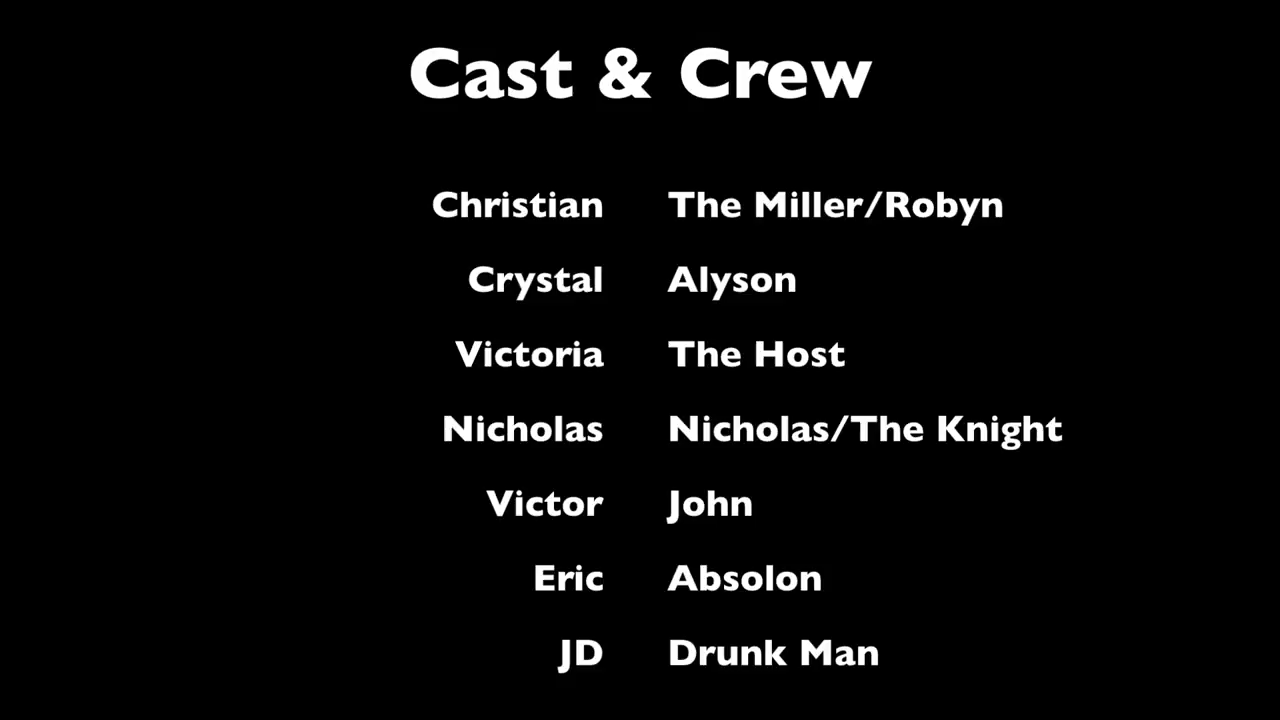 Cast & Crew
Christian The Miller/Robyn
Crystal Alyson
Victoria The Host
Nicholas Nicholas/The Knight
Victor John
Eric Absolon
JD Drunk Man